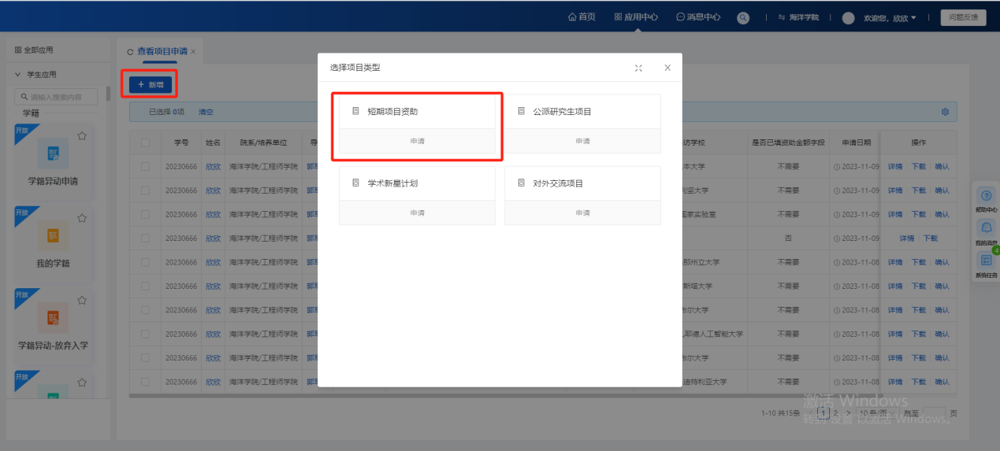 首页 应用中心 消息中心 海洋学院 欢迎您, 欣欣 问题反馈
全部应用
查看项目申请 ×
学生应用
+ 新增
请输入搜索内容
学籍
已选择 0项 清空
开放
学籍异动申请
开放
我的学籍
开放
学籍异动-放弃入学
开放
选择项目类型
短期项目资助
申请
公派研究生项目
申请
学术新星计划
申请
对外交流项目
申请
学号 姓名 院系/培养单位 访学校 是否已填资助金额字段 申请日期 操作
20230666 欣欣 海洋学院/工程师学院 本大学 不需要 2023-11-09 详情 下载 确认
20230666 欣欣 海洋学院/工程师学院 坚大学 不需要 2023-11-09 详情 下载 确认
20230666 欣欣 海洋学院/工程师学院 国家实验室 不需要 2023-11-09 详情 下载 确认
20230666 欣欣 海洋学院/工程师学院 否 2023-11-09 详情 下载
20230666 欣欣 海洋学院/工程师学院 州立大学 不需要 2023-11-08 详情 下载 确认
20230666 欣欣 海洋学院/工程师学院 斯塔大学 不需要 2023-11-08 详情 下载 确认
20230666 欣欣 海洋学院/工程师学院 布尔大学 不需要 2023-11-08 详情 下载 确认
20230666 欣欣 海洋学院/工程师学院 耶德人工智能大学 不需要 2023-11-08 详情 下载 确认
20230666 欣欣 海洋学院/工程师学院 布尔大学 不需要 2023-11-08 详情 下载 确认
20230666 欣欣 海洋学院/工程师学院 迪特利亚大学 不需要 2023-11-08 详情 下载 确认
1-10 共15条 < 1 2 > 10 条/页 跳至 页
帮助中心
我的消息
4
系统任务
激活 Windows
转到"设置"以激活 Windows。